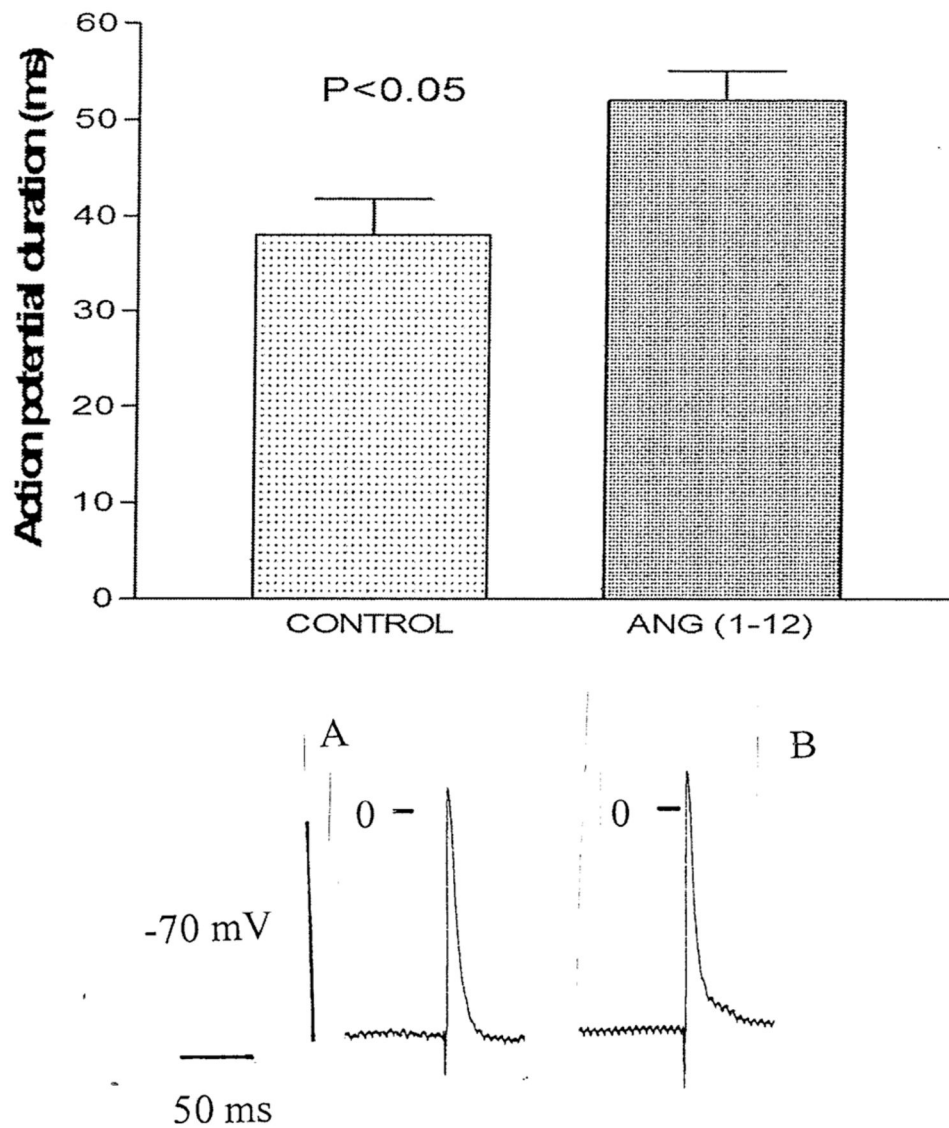 Action potential duration (ms)
60
50
40
30
20
10
0
P<0.05
CONTROL
ANG (1-12)
A
B
0
0
-70 mV
50 ms